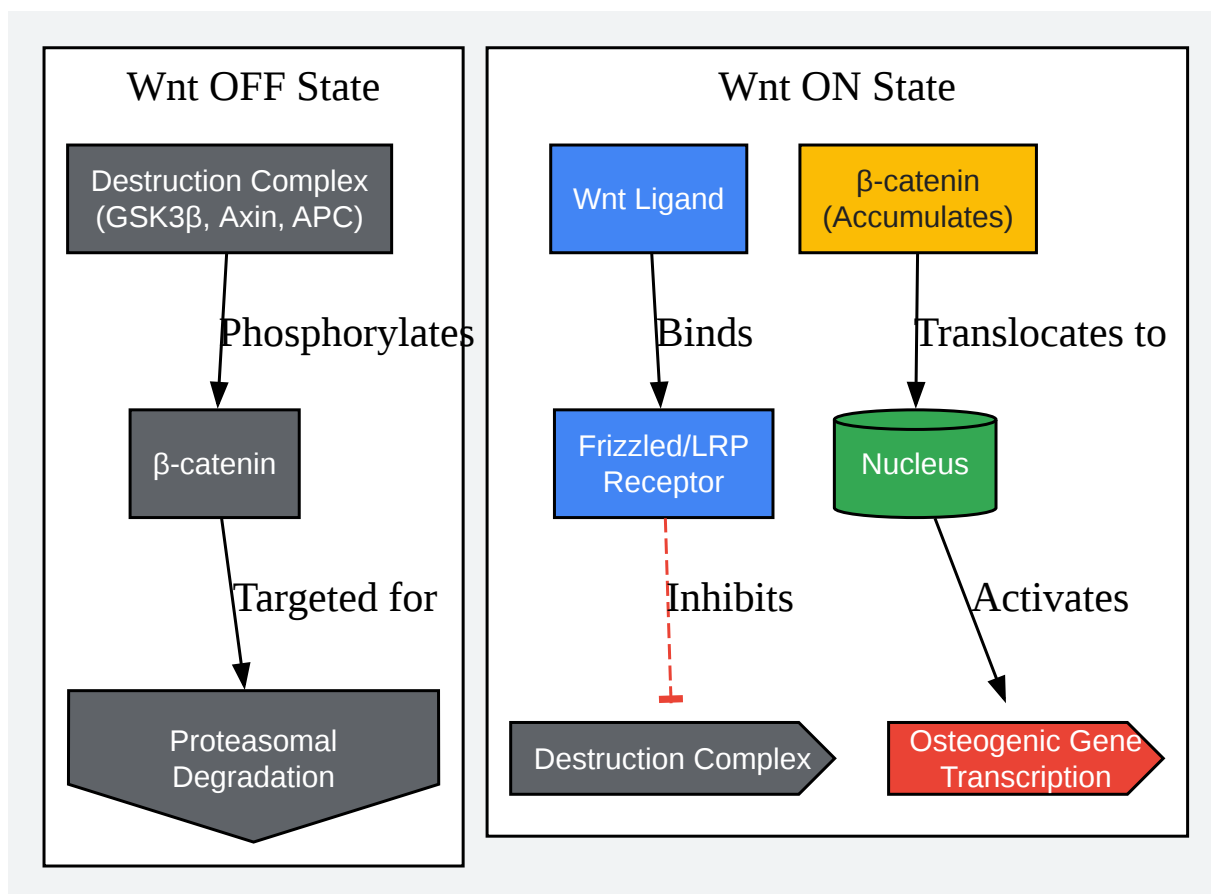 Wnt OFF State
Destruction Complex
(GSK3β, Axin, APC)
Phosphorylates
β-catenin
Targeted for
Proteasomal
Degradation
Wnt ON State
Wnt Ligand
Binds
Frizzled/LRP
Receptor
Inhibits
Destruction Complex
β-catenin
(Accumulates)
Translocates to
Nucleus
Activates
Osteogenic Gene
Transcription